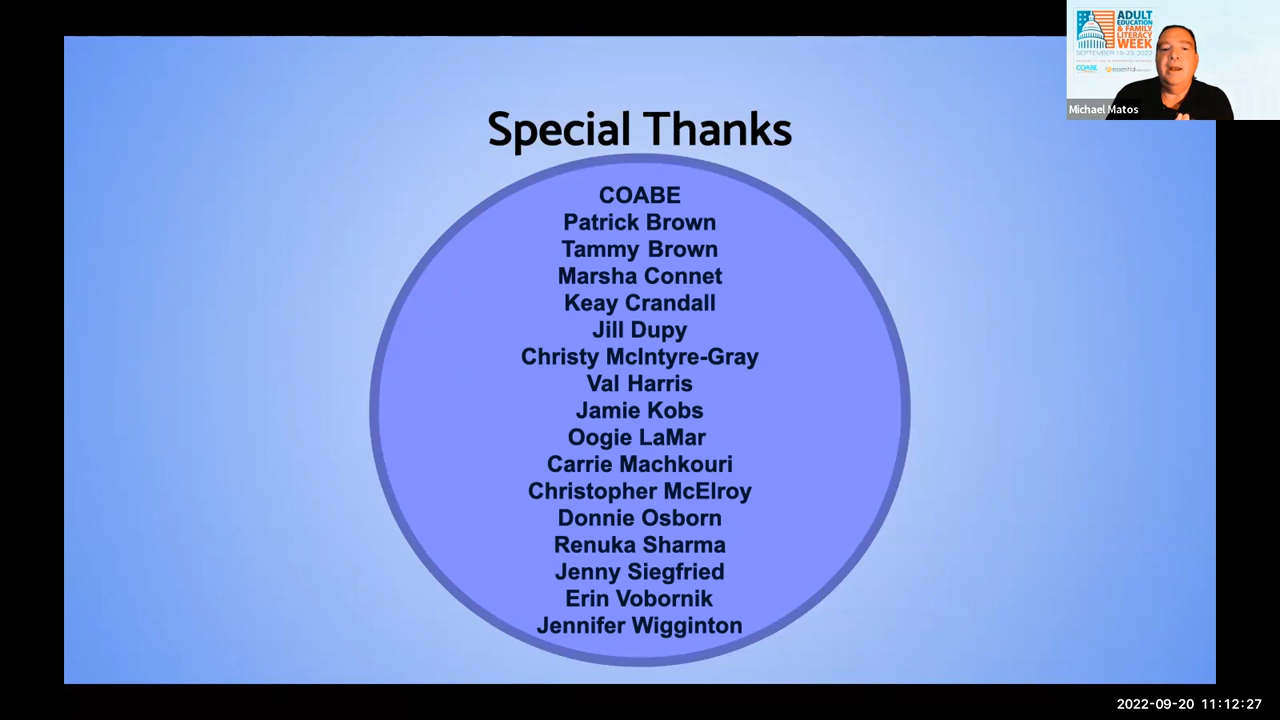 Special Thanks
COABE
Patrick Brown
Tammy Brown
Marsha Connet
Keay Crandall
Jill Dupy
Christy McIntyre-Gray
Val Harris
Jamie Kobs
Oogie LaMar
Carrie Machkouri
Christopher McElroy
Donnie Osborn
Renuka Sharma
Jenny Siegfried
Erin Vobornik
Jennifer Wigginton
ADULT
EDUCATION
& FAMILY
LITERACY
WEEK
COABE
essential
Michael Matos
2022-09-20 11:12:27